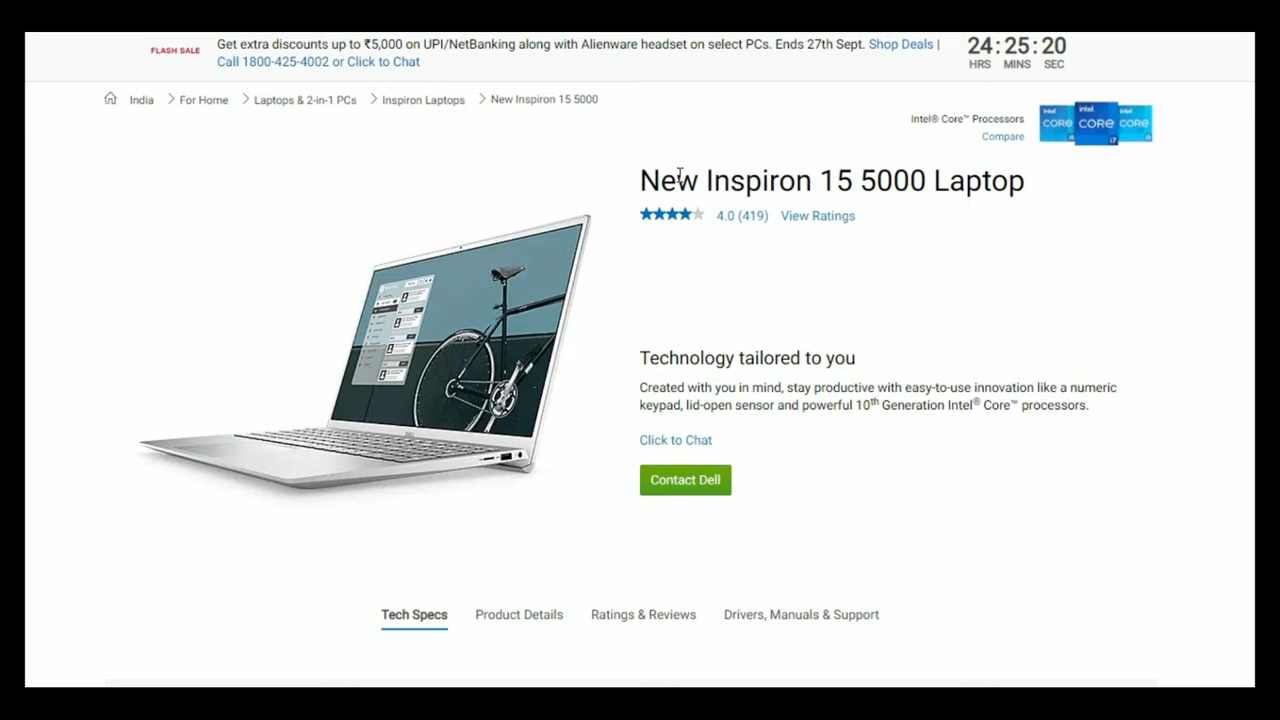 FLASH SALE
Get extra discounts up to ₹5,000 on UPI/NetBanking along with Alienware headset on select PCs. Ends 27th Sept. Shop Deals |
Call 1800-425-4002 or Click to Chat
24:25:20
HRS MINS SEC
India > For Home > Laptops & 2-in-1 PCs > Inspiron Laptops > New Inspiron 15 5000
Intel® Core™ Processors
Compare
intel CORE
intel CORE i7
intel CORE
New Inspiron 15 5000 Laptop
4.0 (419) View Ratings
Technology tailored to you
Created with you in mind, stay productive with easy-to-use innovation like a numeric
keypad, lid-open sensor and powerful 10th Generation Intel® Core™ processors.
Click to Chat
Contact Dell
Tech Specs Product Details Ratings & Reviews Drivers, Manuals & Support